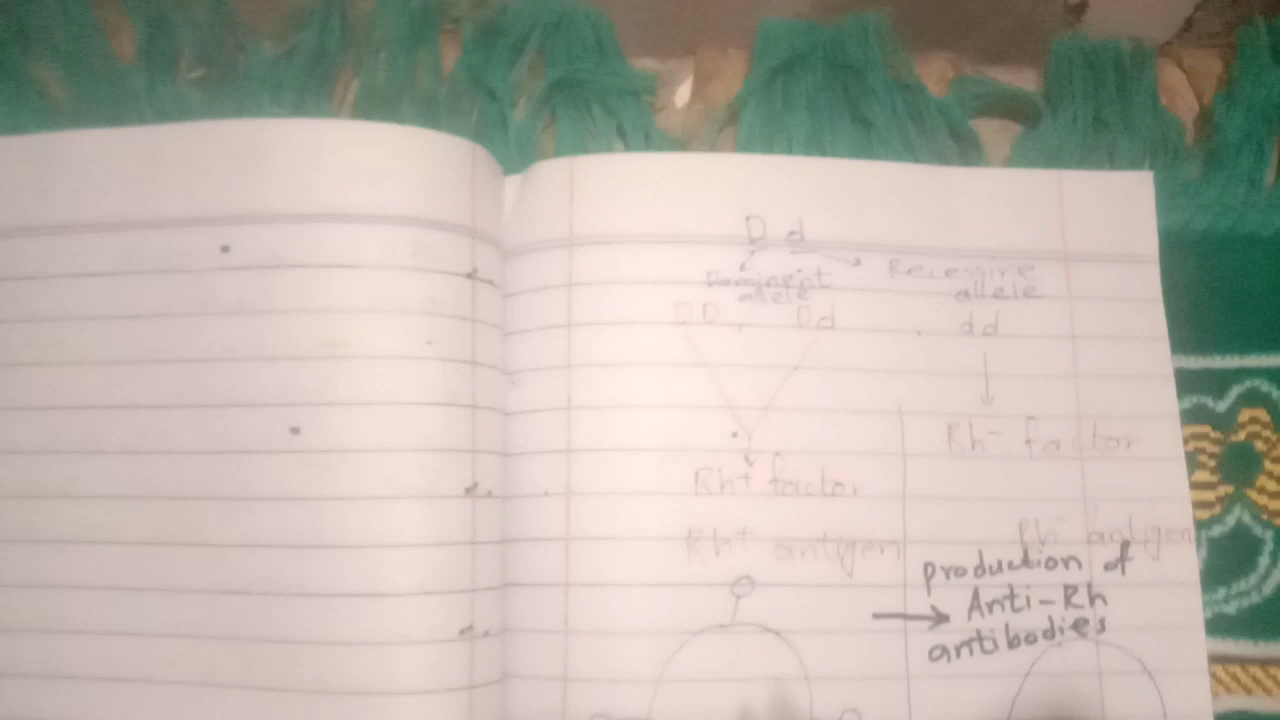 D d
Dominent
allele
Recessive
allele
DD, Dd, dd
Rh- factor
Rh+ factor
Rh+ antigen
Rh- antigen
production of
Anti-Rh
antibodies